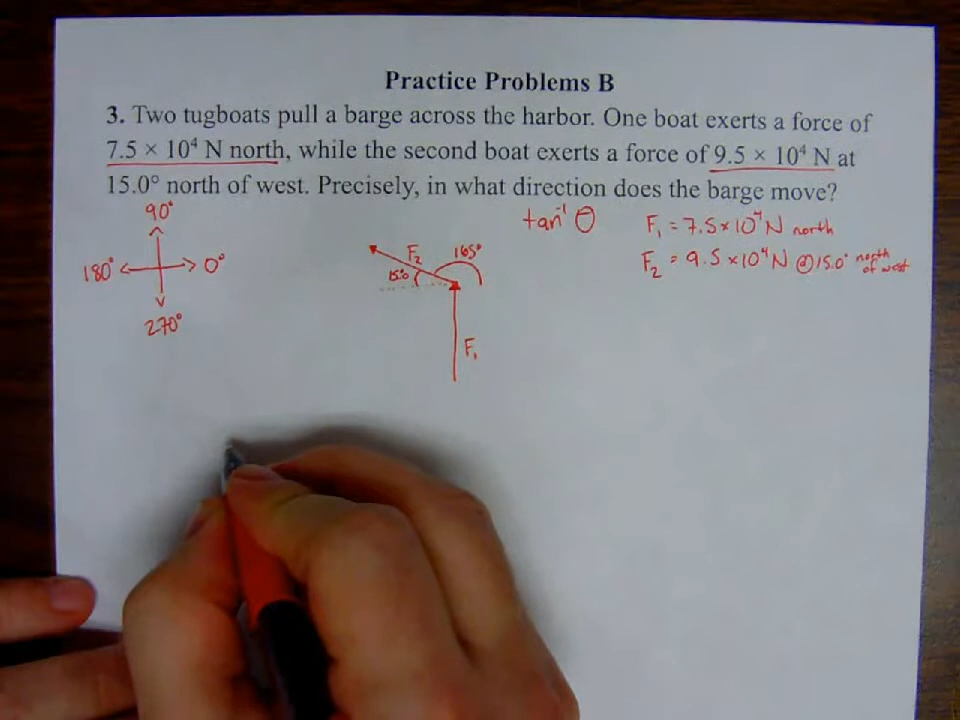 Practice Problems B
3. Two tugboats pull a barge across the harbor. One boat exerts a force of
7.5 × 10⁴ N north, while the second boat exerts a force of 9.5 × 10⁴ N at
15.0° north of west. Precisely, in what direction does the barge move?
90°
180° 0°
270°
F₂ 165°
15.0
F₁
tan⁻¹ θ
F₁ = 7.5×10⁴ N north
F₂ = 9.5×10⁴ N @ 15.0° north of west